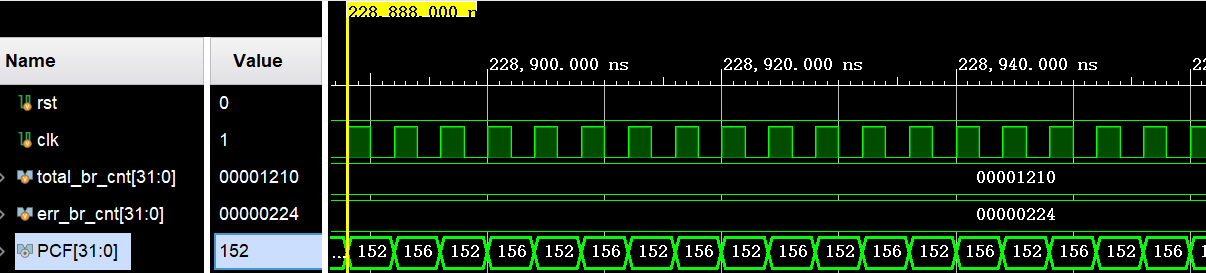 228,888.000 n
Name Value
228,900.000 ns 228,920.000 ns 228,940.000 ns 22
rst 0
clk 1
total_br_cnt[31:0] 00001210 00001210
err_br_cnt[31:0] 00000224 00000224
PCF[31:0] 152 ... 152 156 152 156 152 156 152 156 152 156 152 156 152 156 152 156 152 156 1